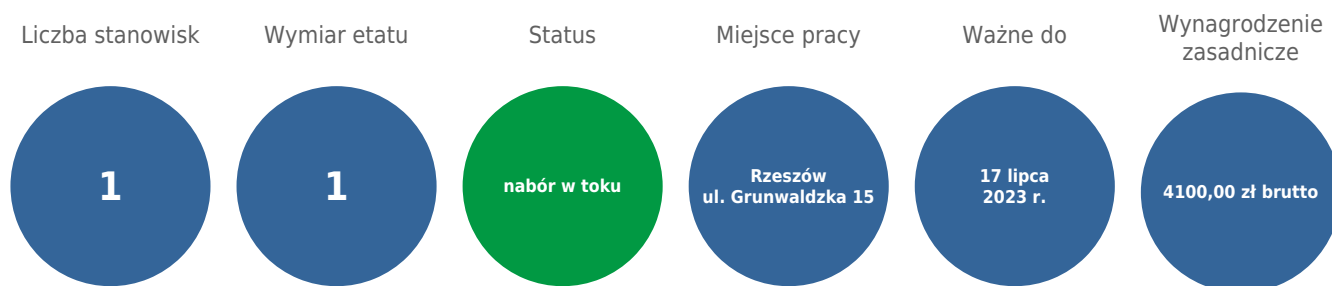 Liczba stanowisk
Wymiar etatu
Status
Miejsce pracy
Ważne do
Wynagrodzenie
zasadnicze
1
1
nabór w toku
Rzeszów
ul. Grunwaldzka 15
17 lipca
2023 r.
4100,00 zł brutto